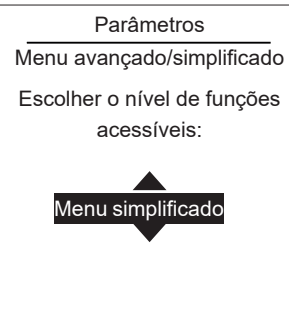 Parâmetros
Menu avançado/simplificado
Escolher o nível de funções
acessíveis:
Menu simplificado